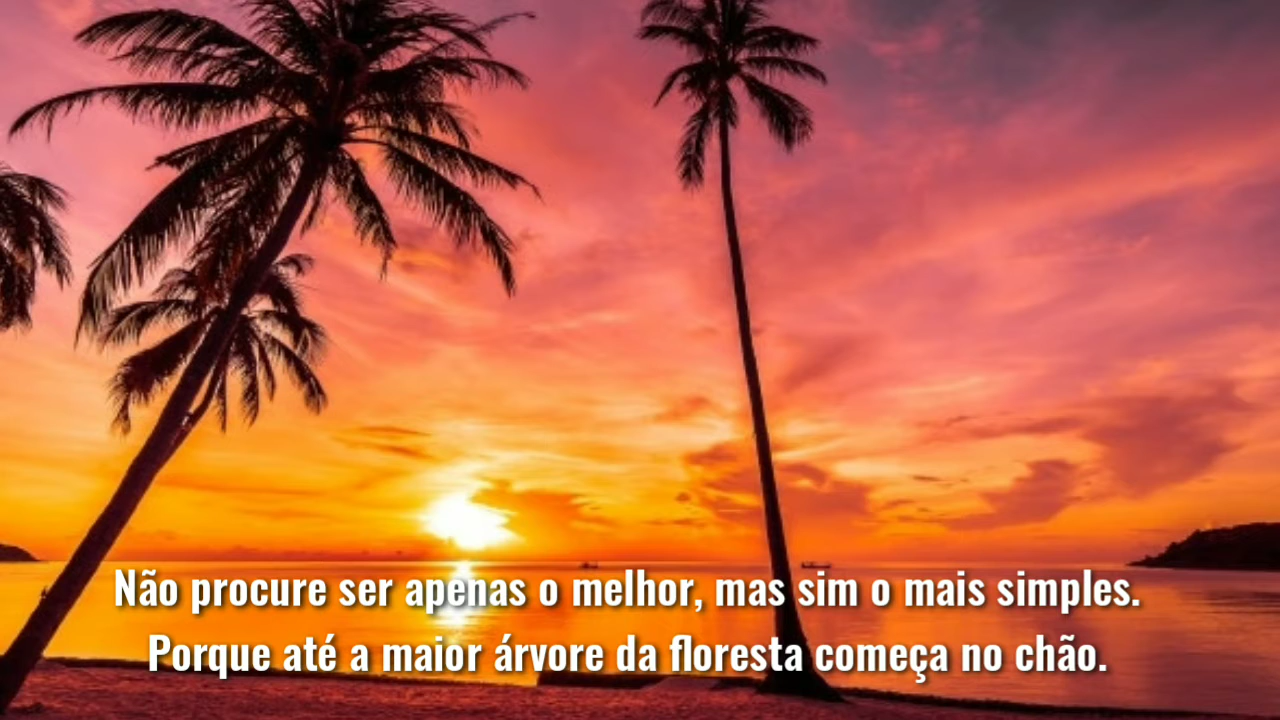 Não procure ser apenas o melhor, mas sim o mais simples.
Porque até a maior árvore da floresta começa no chão.